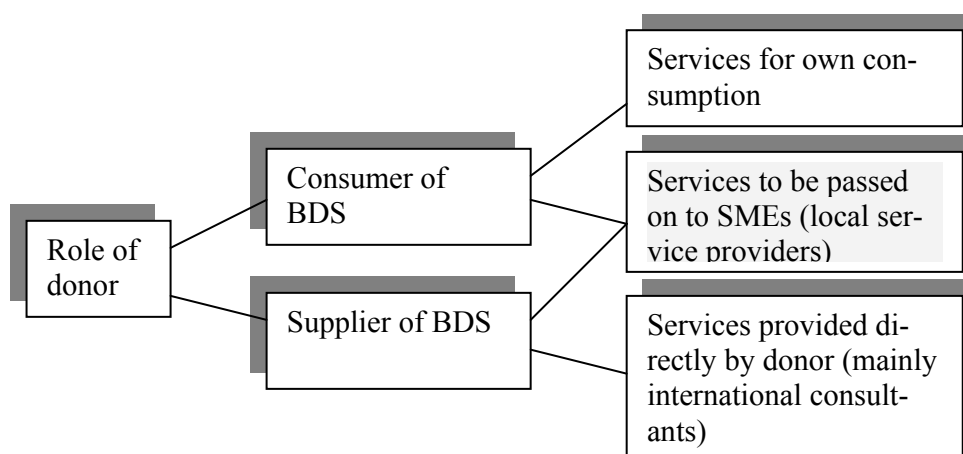 Role of
donor
Consumer of
BDS
Supplier of BDS
Services for own con-
sumption
Services to be passed
on to SMEs (local ser-
vice providers)
Services provided di-
rectly by donor (mainly
international consult-
ants)